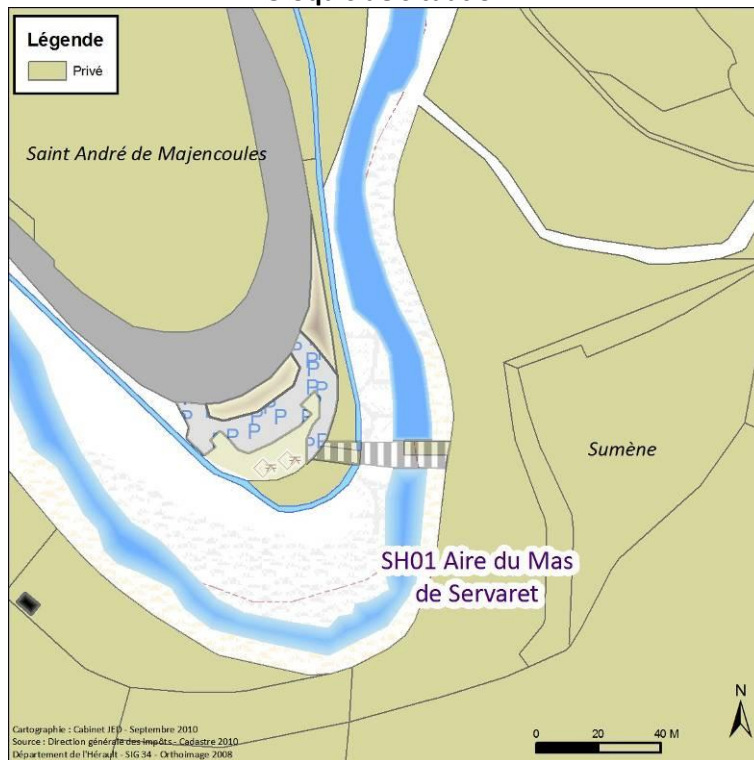 Légende
Privé
Saint André de Majencoules
P P P P P P P P P
Sumène
SH01 Aire du Mas
de Servaret
N
Cartographie : Cabinet JED - Septembre 2010
Source : Direction générale des Impôts - Cadastre 2010
Département de l'Hérault - SIG 34 - Orthoimage 2008
0 20 40 M